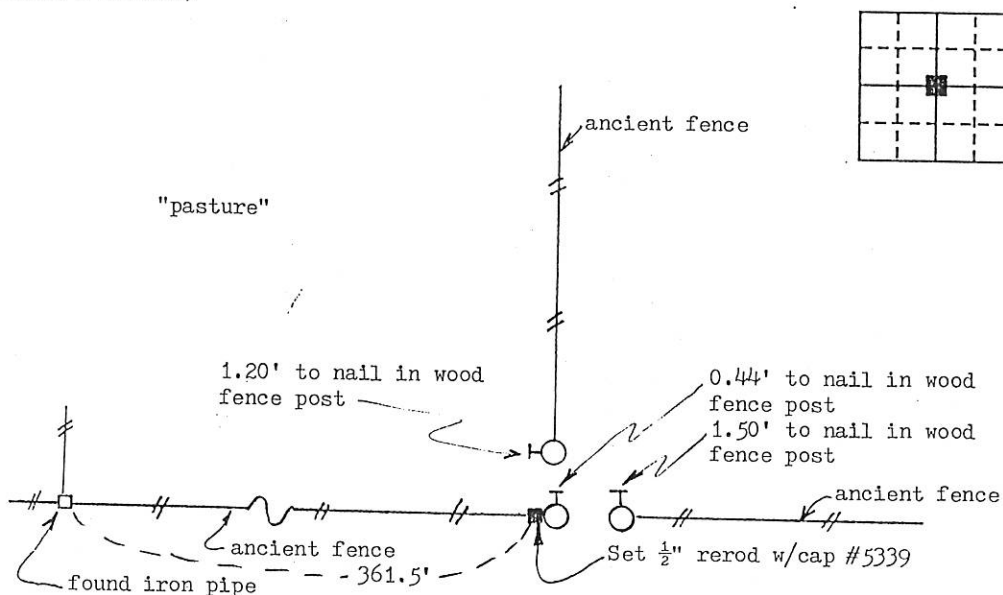 ancient fence
"pasture"
1.20' to nail in wood
fence post
0.44' to nail in wood
fence post
1.50' to nail in wood
fence post
ancient fence
ancient fence
361.5'
Set ½" rerod w/cap #5339
found iron pipe